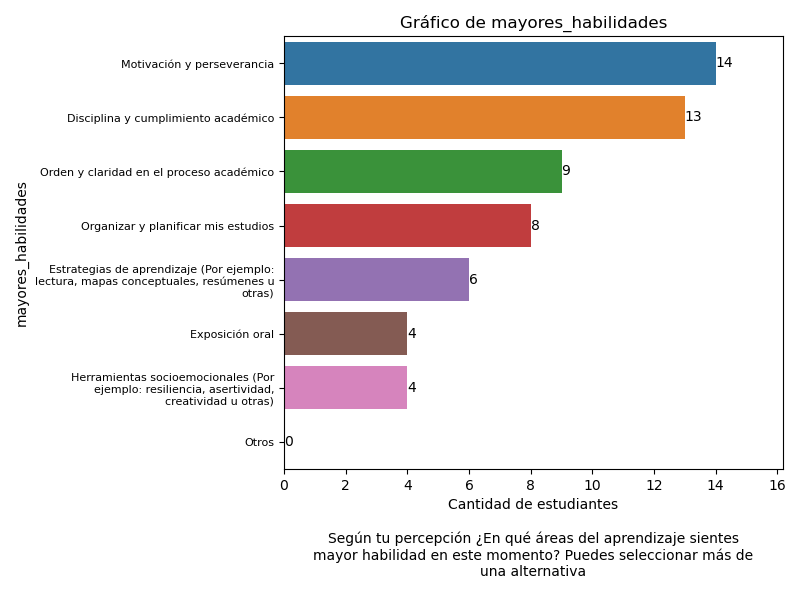 Gráfico de mayores_habilidades
mayores_habilidades
Motivación y perseverancia
14
Disciplina y cumplimiento académico
13
Orden y claridad en el proceso académico
9
Organizar y planificar mis estudios
8
Estrategias de aprendizaje (Por ejemplo:
lectura, mapas conceptuales, resúmenes u
otras)
6
Exposición oral
4
Herramientas socioemocionales (Por
ejemplo: resiliencia, asertividad,
creatividad u otras)
4
Otros
0
0 2 4 6 8 10 12 14 16
Cantidad de estudiantes
Según tu percepción ¿En qué áreas del aprendizaje sientes
mayor habilidad en este momento? Puedes seleccionar más de
una alternativa